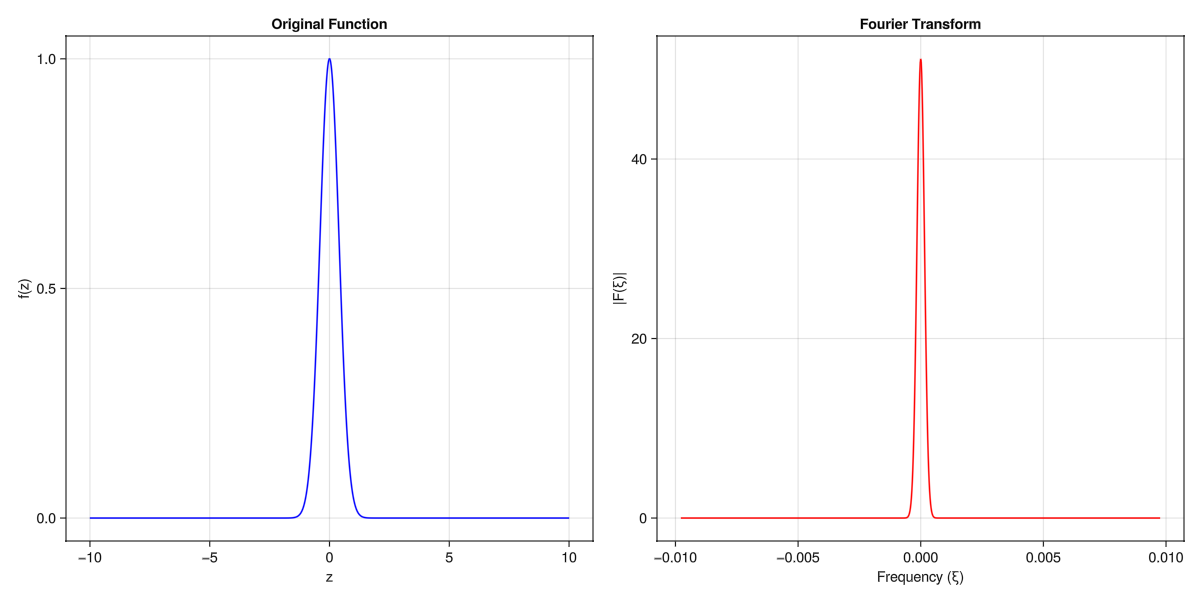 Original Function
1.0
0.5
0.0
f(z)
−10
−5
0
5
10
z
Fourier Transform
40
20
0
|F(ξ)|
−0.010
−0.005
0.000
0.005
0.010
Frequency (ξ)